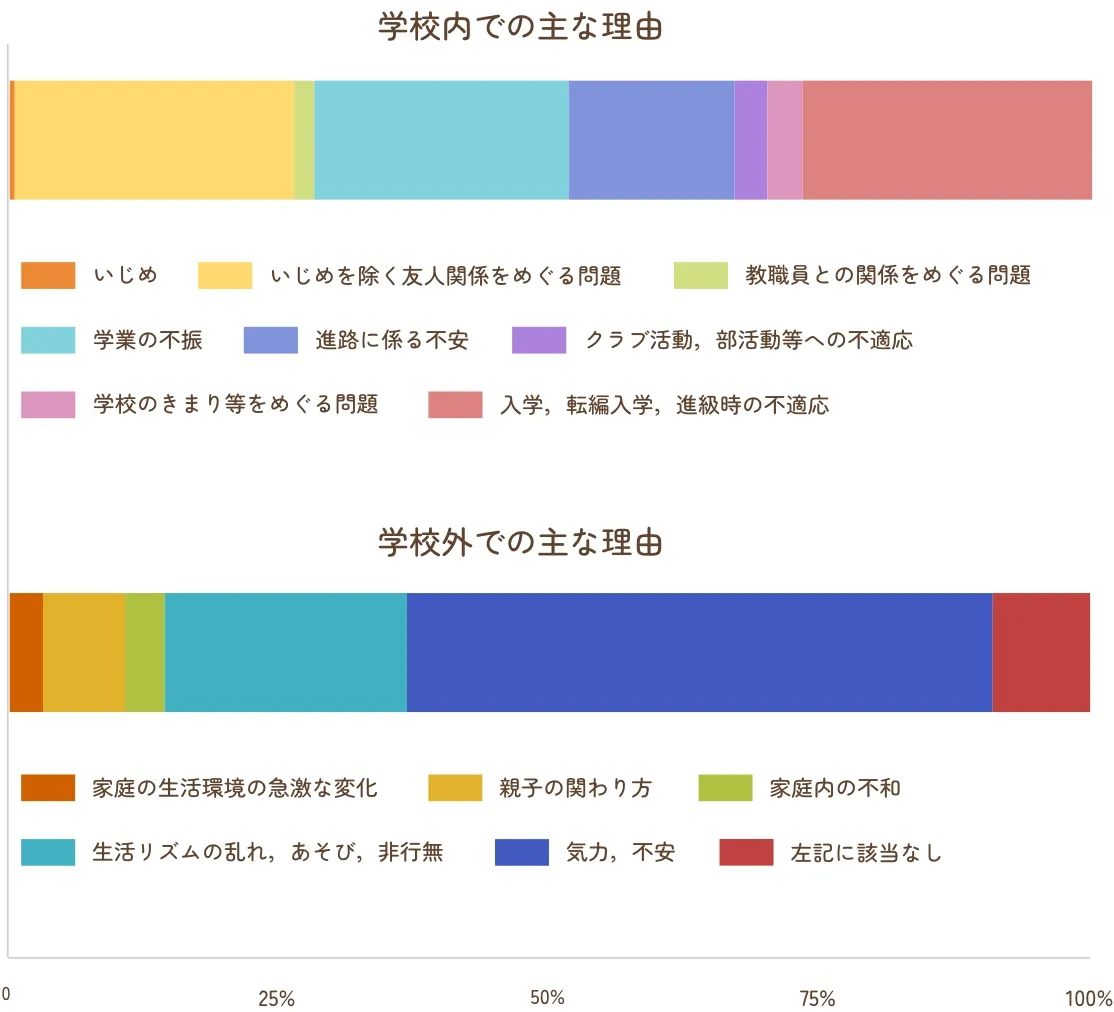 学校内での主な理由
いじめ いじめを除く友人関係をめぐる問題 教職員との関係をめぐる問題
学業の不振 進路に係る不安 クラブ活動，部活動等への不適応
学校のきまり等をめぐる問題 入学，転編入学，進級時の不適応
学校外での主な理由
家庭の生活環境の急激な変化 親子の関わり方 家庭内の不和
生活リズムの乱れ，あそび，非行無 気力，不安 左記に該当なし
0 25% 50% 75% 100%